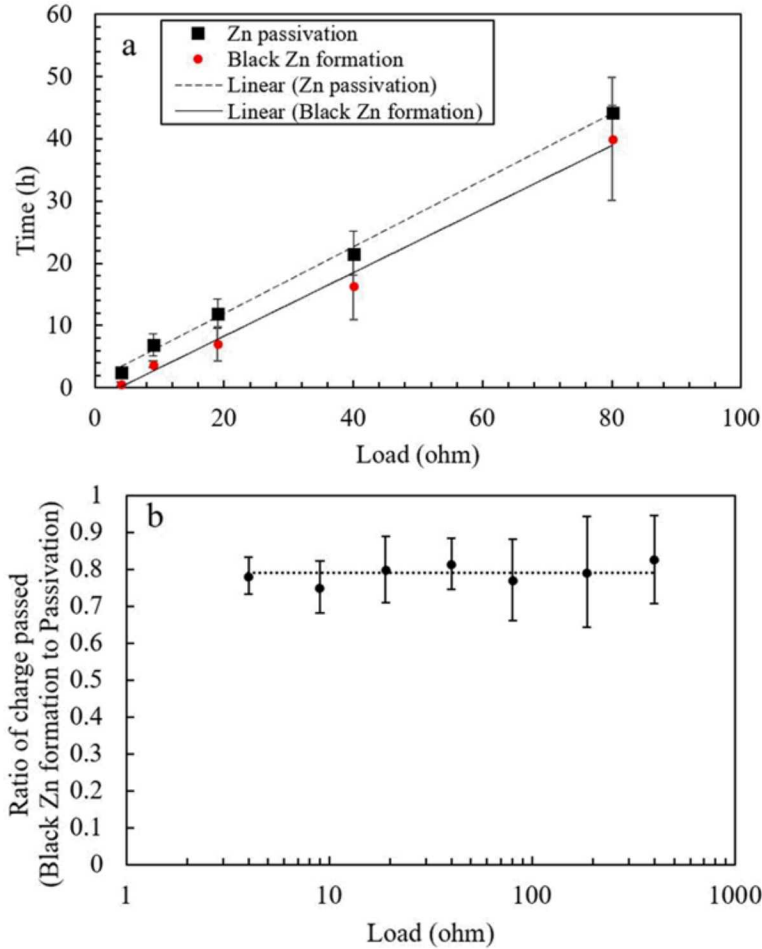 a
Zn passivation
Black Zn formation
Linear (Zn passivation)
Linear (Black Zn formation)
60
50
40
30
20
10
0
Time (h)
0 20 40 60 80 100
Load (ohm)
b
1
0.9
0.8
0.7
0.6
0.5
0.4
0.3
0.2
0.1
0
Ratio of charge passed
(Black Zn formation to Passivation)
1 10 100 1000
Load (ohm)